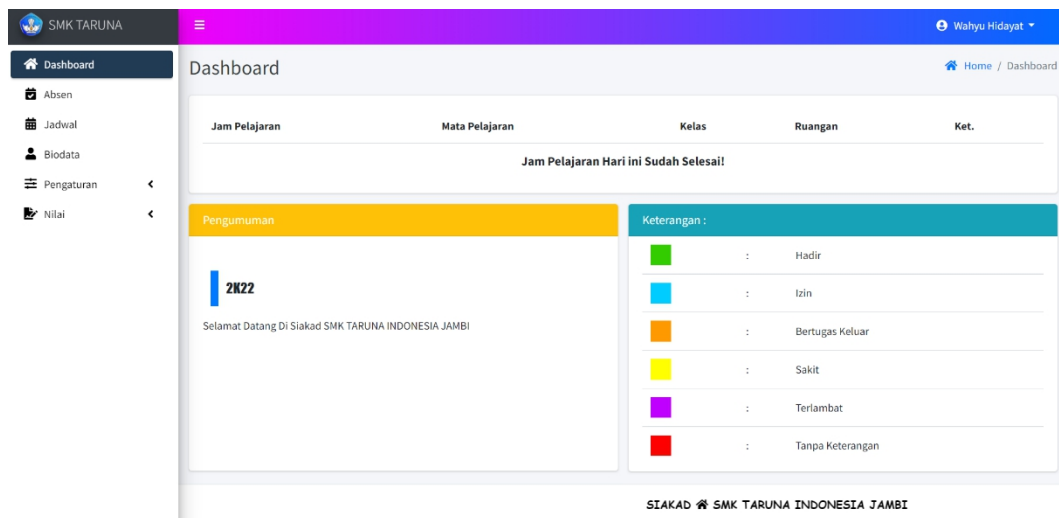 SMK TARUNA
Wahyu Hidayat
Dashboard
Absen
Jadwal
Biodata
Pengaturan
Nilai
Dashboard
Home / Dashboard
Jam Pelajaran Mata Pelajaran Kelas Ruangan Ket.
Jam Pelajaran Hari ini Sudah Selesai!
Pengumuman
2K22
Selamat Datang Di Siakad SMK TARUNA INDONESIA JAMBI
Keterangan :
: Hadir
: Izin
: Bertugas Keluar
: Sakit
: Terlambat
: Tanpa Keterangan
SIAKAD SMK TARUNA INDONESIA JAMBI